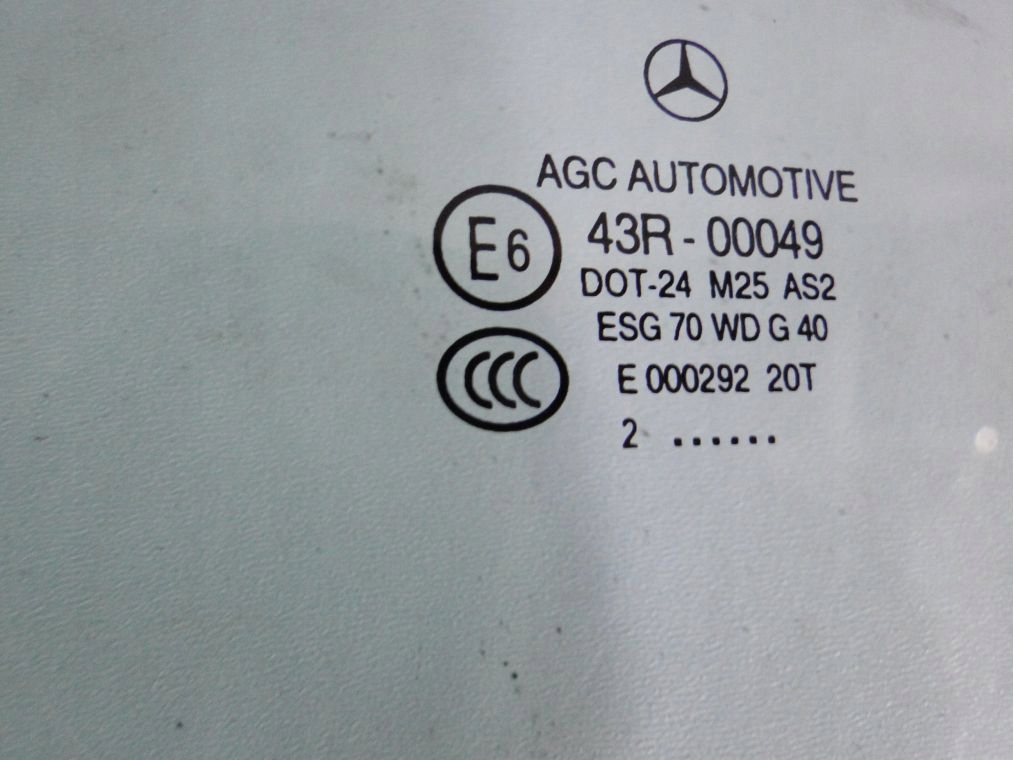 AGC AUTOMOTIVE
E6
43R - 00049
DOT-24 M25 AS2
ESG 70 WD G 40
CCC
E 000292 20T
2 ......